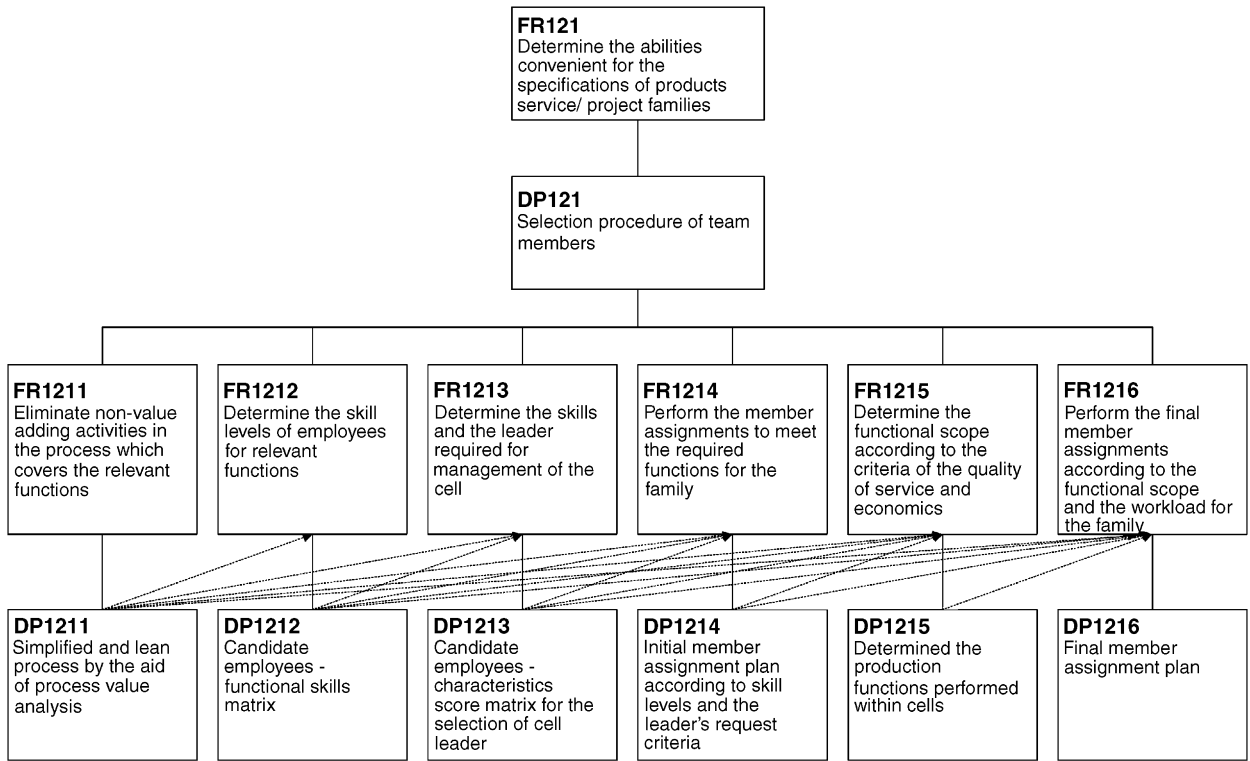 FR121
Determine the abilities
convenient for the
specifications of products
service/ project families
DP121
Selection procedure of team
members
FR1211
Eliminate non-value
adding activities in
the process which
covers the relevant
functions
FR1212
Determine the skill
levels of employees
for relevant
functions
FR1213
Determine the skills
and the leader
required for
management of the
cell
FR1214
Perform the member
assignments to meet
the required
functions for the
family
FR1215
Determine the
functional scope
according to the
criteria of the quality
of service and
economics
FR1216
Perform the final
member
assignments
according to the
functional scope
and the workload for
the family
DP1211
Simplified and lean
process by the aid
of process value
analysis
DP1212
Candidate
employees -
functional skills
matrix
DP1213
Candidate
employees -
characteristics
score matrix for the
selection of cell
leader
DP1214
Initial member
assignment plan
according to skill
levels and the
leader's request
criteria
DP1215
Determined the
production
functions performed
within cells
DP1216
Final member
assignment plan